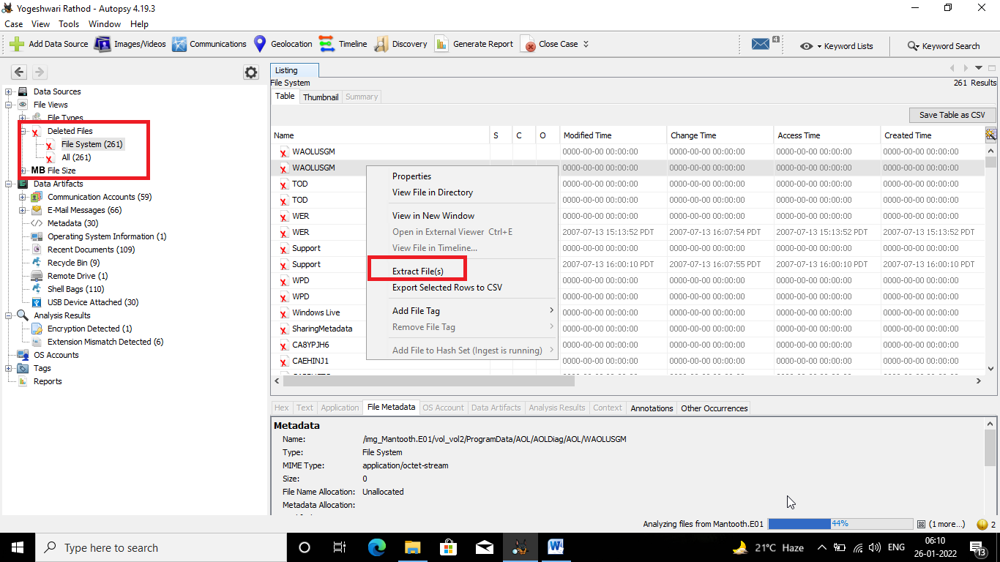 Yogeshwari Rathod - Autopsy 4.19.3
Case View Tools Window Help
Add Data Source Images/Videos Communications Geolocation Timeline Discovery Generate Report Close Case 4 Keyword Lists Keyword Search
Data Sources
File Views
File Types
Deleted Files
File System (261)
All (261)
MB File Size
Data Artifacts
Communication Accounts (59)
E-Mail Messages (66)
Metadata (30)
Operating System Information (1)
Recent Documents (109)
Recycle Bin (9)
Remote Drive (1)
Shell Bags (110)
USB Device Attached (30)
Analysis Results
Encryption Detected (1)
Extension Mismatch Detected (6)
OS Accounts
Tags
Reports
Listing
File System 261 Results
Table Thumbnail Summary
Save Table as CSV
Name S C O Modified Time Change Time Access Time Created Time
WAOLUSGM 0000-00-00 00:00:00 0000-00-00 00:00:00 0000-00-00 00:00:00 0000-00-00 00:00:00
WAOLUSGM 0000-00-00 00:00:00 0000-00-00 00:00:00 0000-00-00 00:00:00 0000-00-00 00:00:00
TOD 0000-00-00 00:00:00 0000-00-00 00:00:00 0000-00-00 00:00:00 0000-00-00 00:00:00
TOD 0000-00-00 00:00:00 0000-00-00 00:00:00 0000-00-00 00:00:00 0000-00-00 00:00:00
WER 0000-00-00 00:00:00 0000-00-00 00:00:00 0000-00-00 00:00:00 0000-00-00 00:00:00
WER 2007-07-13 15:13:52 PDT 2007-07-13 16:07:54 PDT 2007-07-13 15:13:52 PDT 2007-07-13 15:13:52 PDT
Support 0000-00-00 00:00:00 0000-00-00 00:00:00 0000-00-00 00:00:00 0000-00-00 00:00:00
Support 2007-07-13 16:00:10 PDT 2007-07-13 16:07:55 PDT 2007-07-13 16:00:10 PDT 2007-07-13 16:00:10 PDT
WPD 0000-00-00 00:00:00 0000-00-00 00:00:00 0000-00-00 00:00:00 0000-00-00 00:00:00
WPD 0000-00-00 00:00:00 0000-00-00 00:00:00 0000-00-00 00:00:00 0000-00-00 00:00:00
Windows Live 0000-00-00 00:00:00 0000-00-00 00:00:00 0000-00-00 00:00:00 0000-00-00 00:00:00
SharingMetadata 0000-00-00 00:00:00 0000-00-00 00:00:00 0000-00-00 00:00:00 0000-00-00 00:00:00
CA8YPJH6 0000-00-00 00:00:00 0000-00-00 00:00:00 0000-00-00 00:00:00 0000-00-00 00:00:00
CAEHINJ1 0000-00-00 00:00:00 0000-00-00 00:00:00 0000-00-00 00:00:00 0000-00-00 00:00:00
Properties
View File in Directory
View in New Window
Open in External Viewer Ctrl+E
View File in Timeline...
Extract File(s)
Export Selected Rows to CSV
Add File Tag
Remove File Tag
Add File to Hash Set (Ingest is running)
Hex Text Application File Metadata OS Account Data Artifacts Analysis Results Context Annotations Other Occurrences
Metadata
Name: /img_Mantooth.E01/vol_vol2/ProgramData/AOL/AOLDiag/AOL/WAOLUSGM
Type: File System
MIME Type: application/octet-stream
Size: 0
File Name Allocation: Unallocated
Metadata Allocation:
Analyzing files from Mantooth.E01 44% (1 more...) 2
Type here to search
W
21°C Haze
ENG
06:10
26-01-2022
13